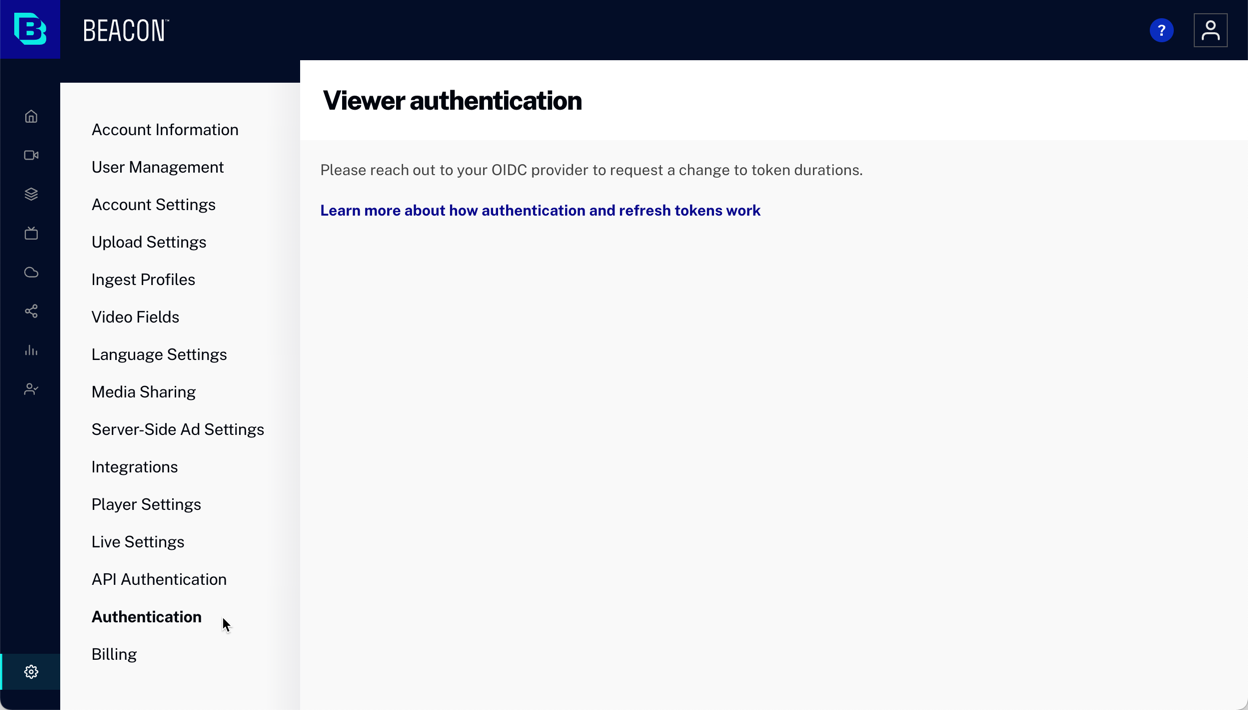 BEACON™
?
Viewer authentication
Please reach out to your OIDC provider to request a change to token durations.
Learn more about how authentication and refresh tokens work
Account Information
User Management
Account Settings
Upload Settings
Ingest Profiles
Video Fields
Language Settings
Media Sharing
Server-Side Ad Settings
Integrations
Player Settings
Live Settings
API Authentication
Authentication
Billing